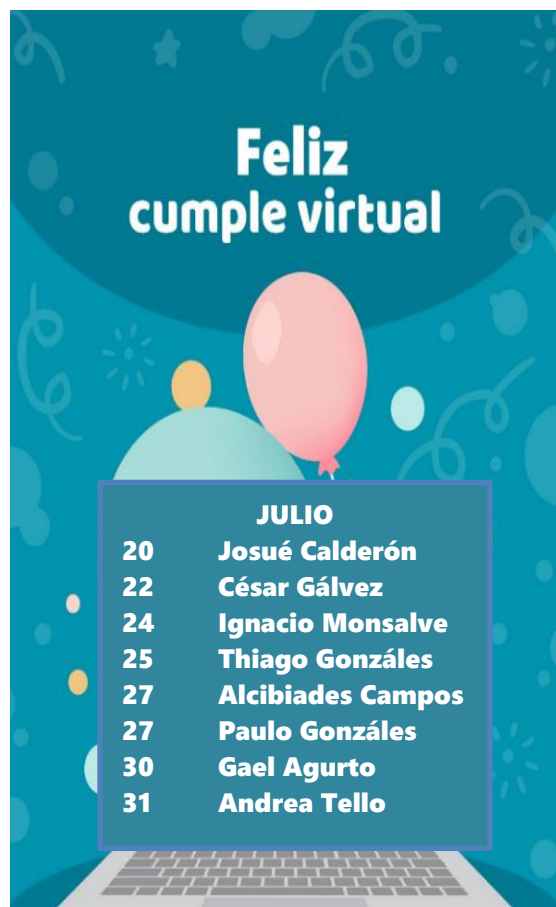 Feliz
cumple virtual
JULIO
20 Josué Calderón
22 César Gálvez
24 Ignacio Monsalve
25 Thiago Gonzáles
27 Alcibiades Campos
27 Paulo Gonzáles
30 Gael Agurto
31 Andrea Tello